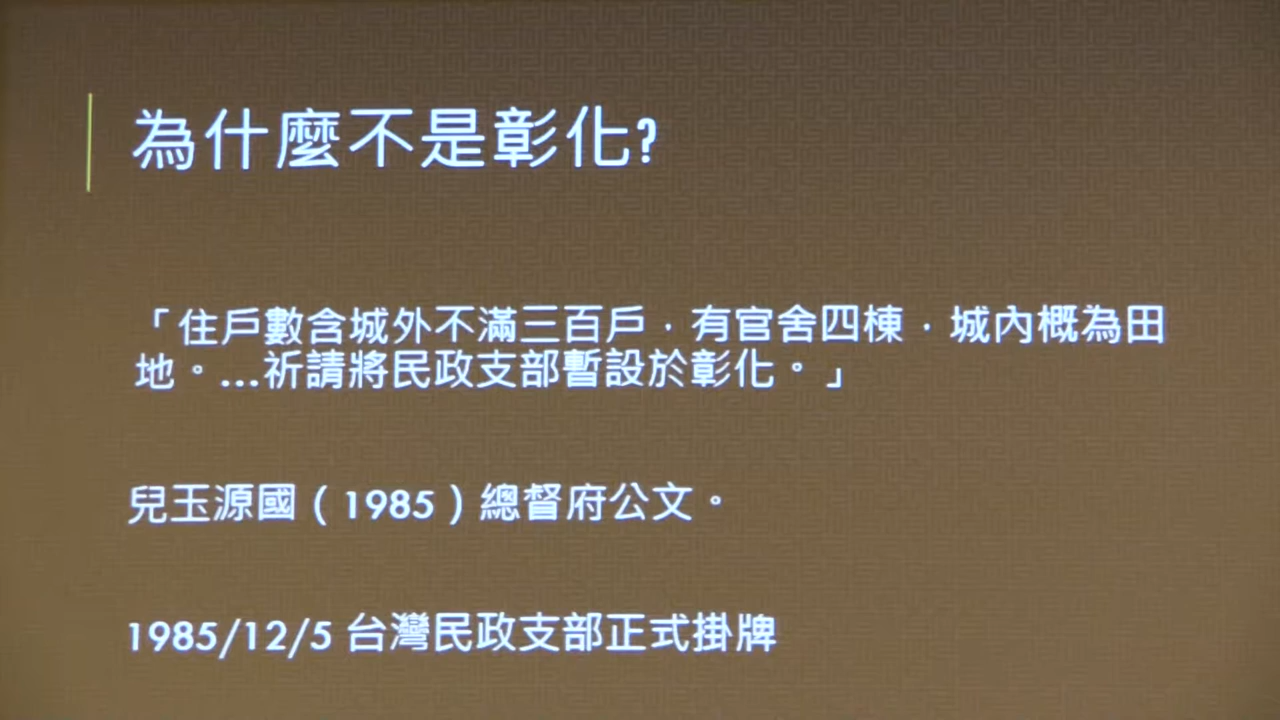 為什麼不是彰化?
「住戶數含城外不滿三百戶，有官舍四棟，城內概為田
地。...祈請將民政支部暫設於彰化。」
兒玉源國（1985）總督府公文。
1985/12/5 台灣民政支部正式掛牌